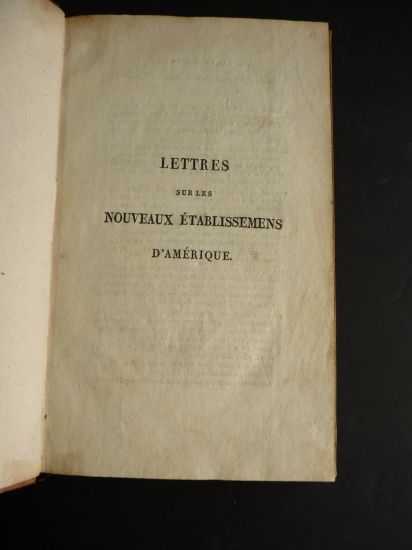 LETTRES
SUR LES
NOUVEAUX ÉTABLISSEMENS
D'AMÉRIQUE.